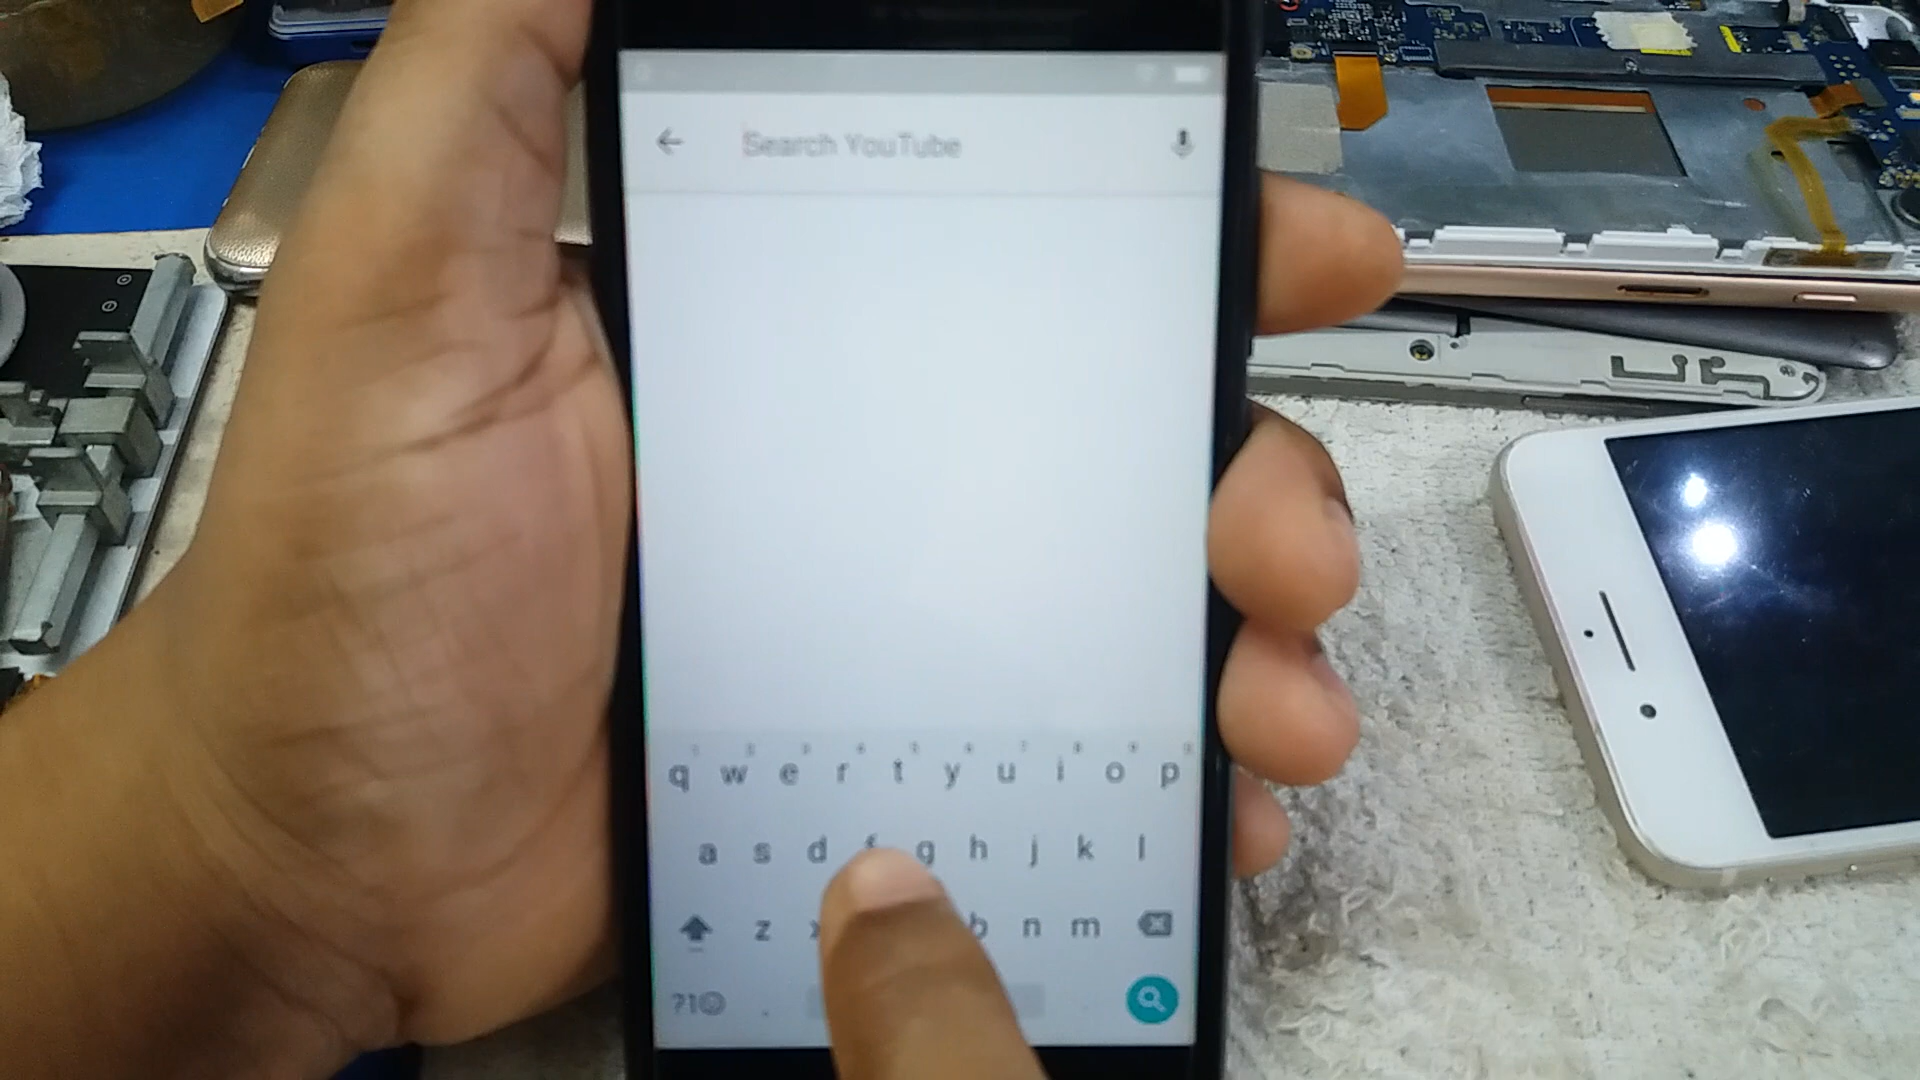 Search YouTube
q w e r t y u i o p
a s d f g h j k l
z b n m
?1☺ .